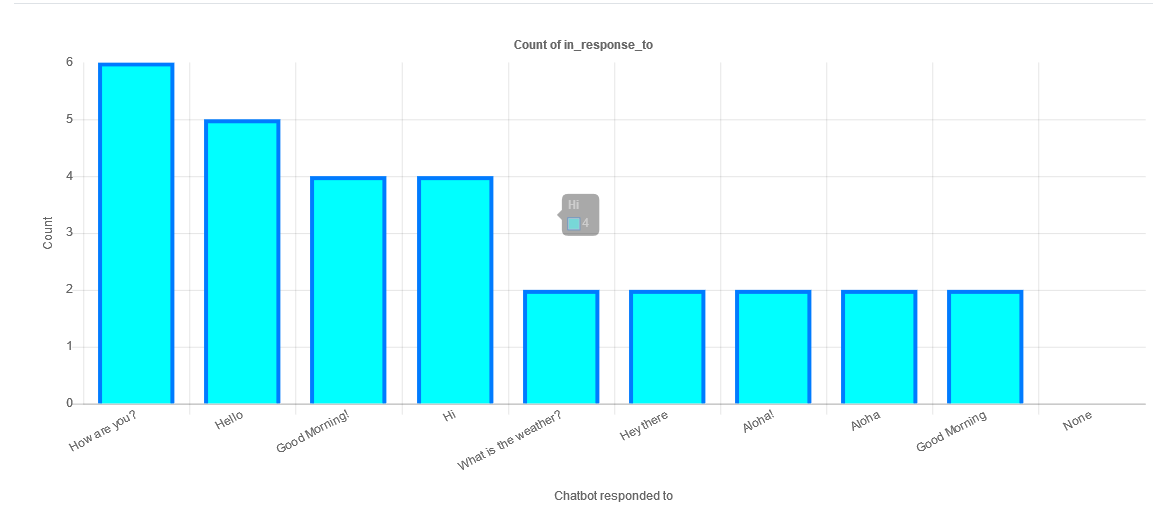 Count of in_response_to
6
5
4
3
2
1
0
Count
Hi
4
How are you?
Hello
Good Morning!
Hi
What is the weather?
Hey there
Aloha!
Aloha
Good Morning
None
Chatbot responded to